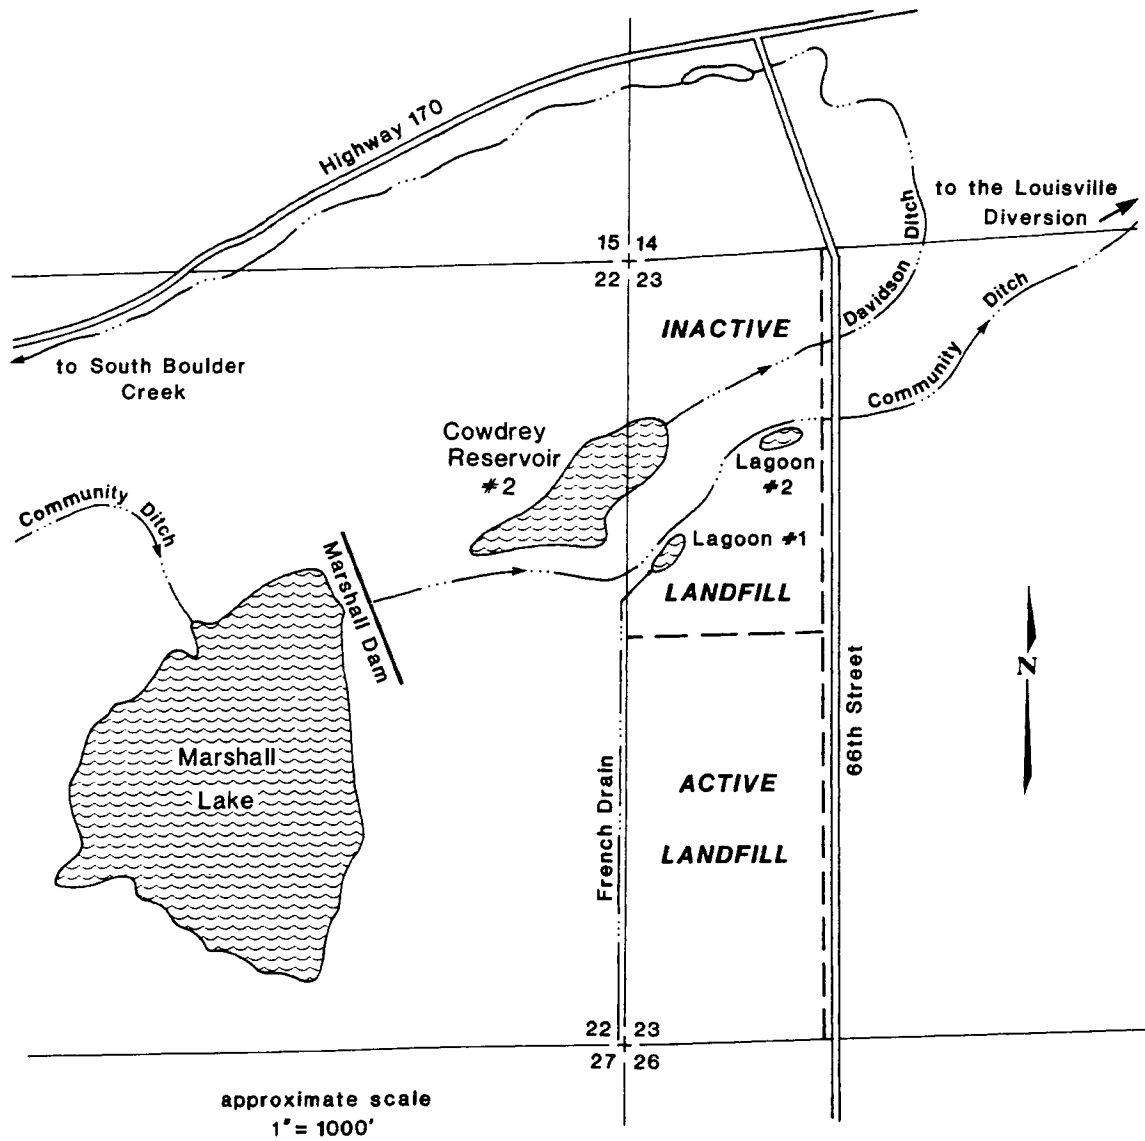 Highway 170
to the Louisville
Diversion
Ditch
15 14
22 23
Davidson
Ditch
INACTIVE
Community
to South Boulder
Creek
Cowdrey
Reservoir
#2
Lagoon
#2
Community Ditch
Marshall Dam
Lagoon #1
LANDFILL
N
66th Street
Marshall
Lake
French Drain
ACTIVE
LANDFILL
22 23
27 26
approximate scale
1" = 1000'